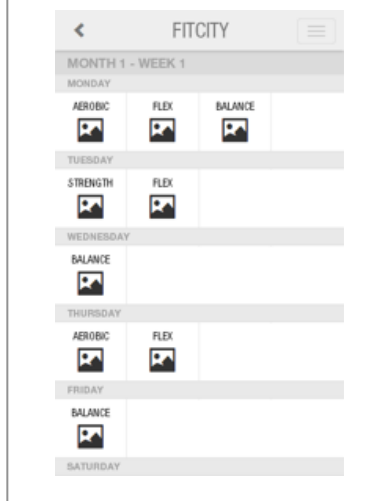 FITCITY
MONTH 1 - WEEK 1
MONDAY
AEROBIC FLEX BALANCE
TUESDAY
STRENGTH FLEX
WEDNESDAY
BALANCE
THURSDAY
AEROBIC FLEX
FRIDAY
BALANCE
SATURDAY